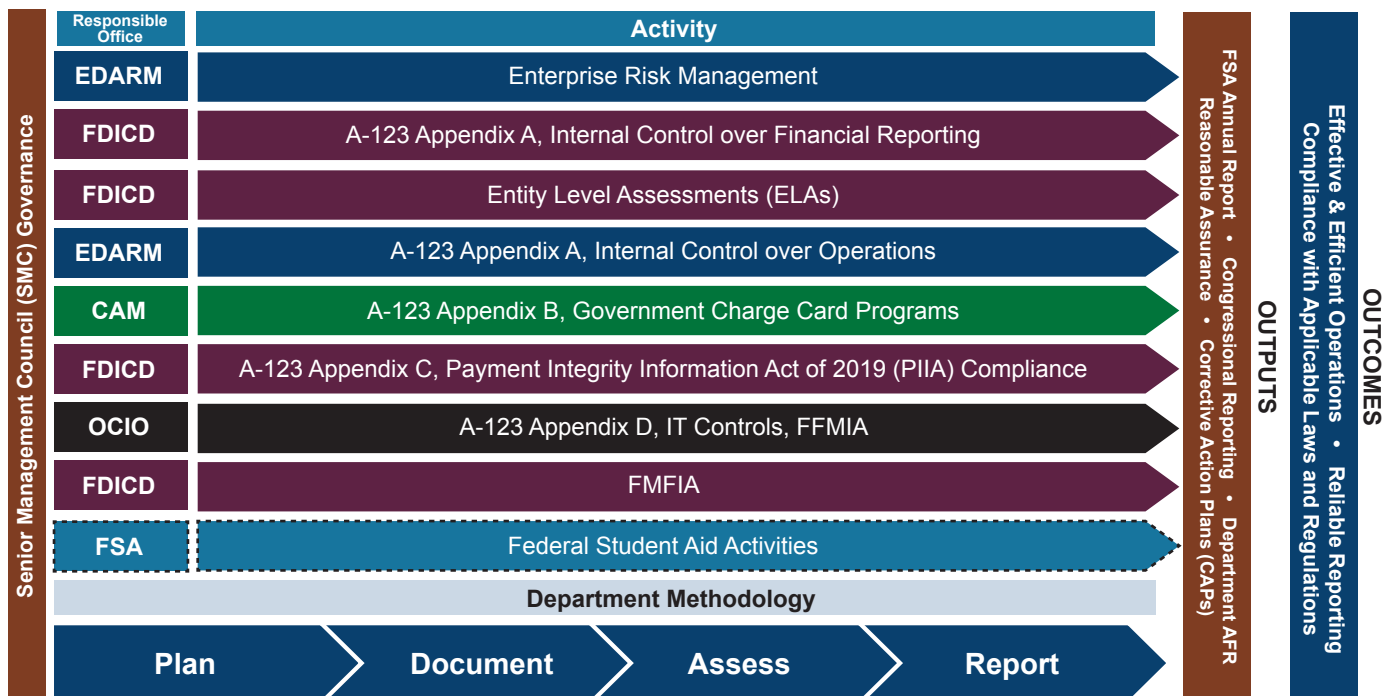 Senior Management Council (SMC) Governance
Responsible
Office
Activity
EDARM
Enterprise Risk Management
FDICD
A-123 Appendix A, Internal Control over Financial Reporting
FDICD
Entity Level Assessments (ELAs)
EDARM
A-123 Appendix A, Internal Control over Operations
CAM
A-123 Appendix B, Government Charge Card Programs
FDICD
A-123 Appendix C, Payment Integrity Information Act of 2019 (PIIA) Compliance
OCIO
A-123 Appendix D, IT Controls, FFMIA
FDICD
FMFIA
FSA
Federal Student Aid Activities
Department Methodology
Plan
Document
Assess
Report
FSA Annual Report • Congressional Reporting • Department AFR
Reasonable Assurance • Corrective Action Plans (CAPs)
OUTPUTS
Effective & Efficient Operations • Reliable Reporting
Compliance with Applicable Laws and Regulations
OUTCOMES